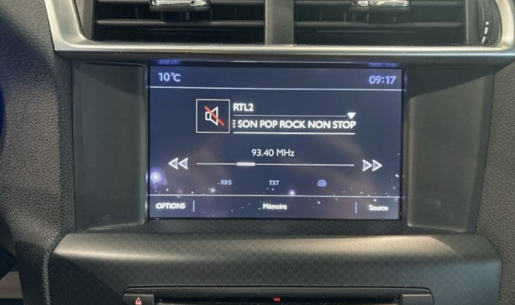 10°C 09:17
RTL2
E SON POP ROCK NON STOP
93.40 MHz
RDS TXT
OPTIONS Mémoire Source